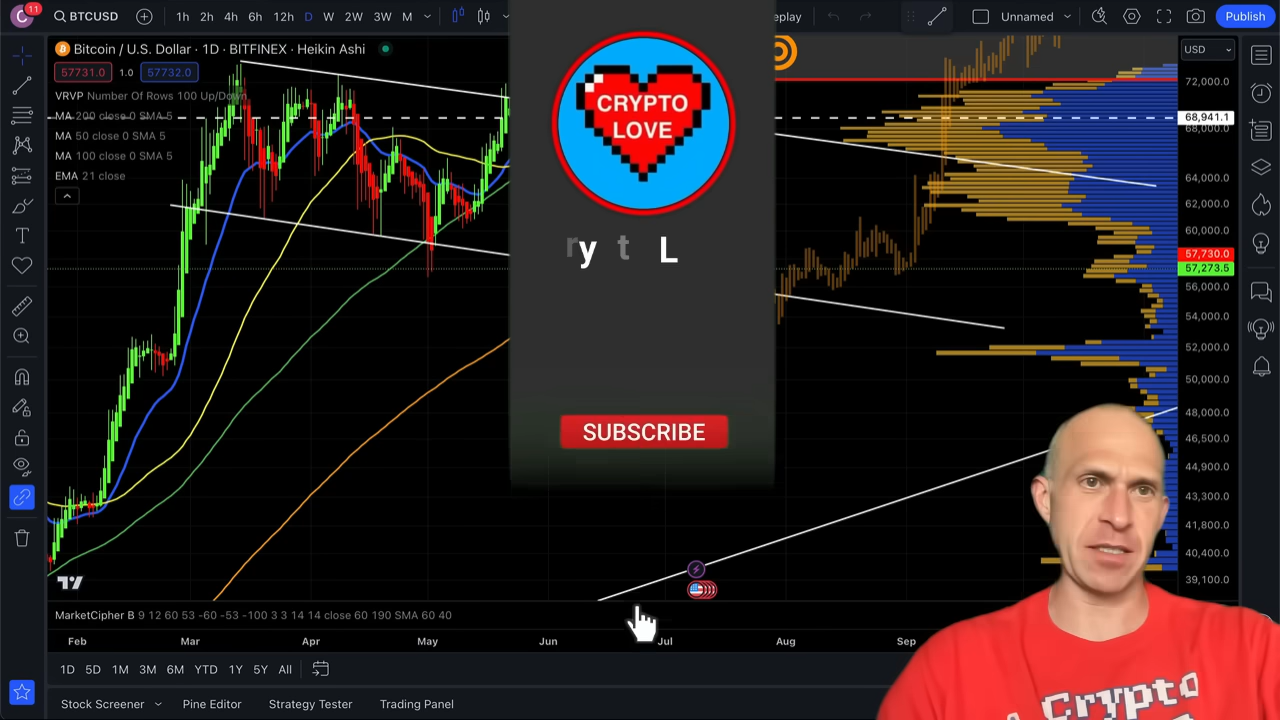 11
BTCUSD
1h 2h 4h 6h 12h D W 2W 3W M
play
Unnamed
Publish
Bitcoin / U.S. Dollar · 1D · BITFINEX · Heikin Ashi
57731.0 1.0 57732.0
VRVP Number Of Rows 100 Up/Down
MA 200 close 0 SMA 5
MA 50 close 0 SMA 5
MA 100 close 0 SMA 5
EMA 21 close
CRYPTO
LOVE
ry t L
SUBSCRIBE
USD
72,000.0
68,941.1
68,000.0
64,000.0
62,000.0
60,000.0
57,730.0
57,273.5
56,000.0
54,000.0
52,000.0
50,000.0
48,000.0
46,500.0
44,900.0
43,300.0
41,800.0
40,400.0
39,100.0
MarketCipher B 9 12 60 53 -60 -53 -100 3 3 14 14 close 60 190 SMA 60 40
Feb Mar Apr May Jun Jul Aug Sep
1D 5D 1M 3M 6M YTD 1Y 5Y All
Stock Screener Pine Editor Strategy Tester Trading Panel
Crypto